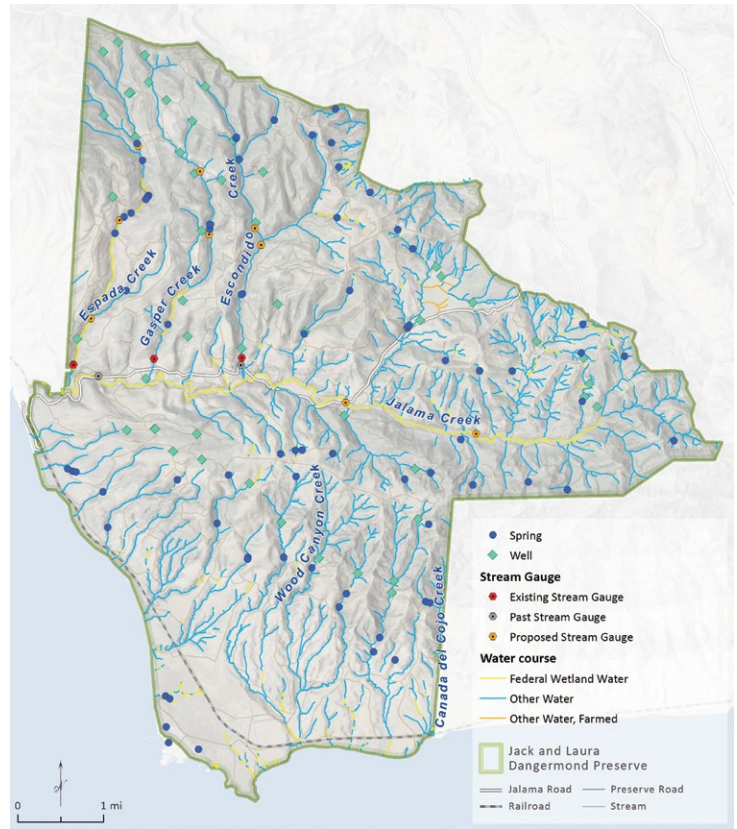 Creek
Escondido
Espada Creek
Gasper Creek
Jalama Creek
Wood Canyon Creek
Canada del Cojo Creek
Spring
Well
Stream Gauge
Existing Stream Gauge
Past Stream Gauge
Proposed Stream Gauge
Water course
Federal Wetland Water
Other Water
Other Water, Farmed
Jack and Laura
Dangermond Preserve
Jalama Road
Preserve Road
Railroad
Stream
N
0
1 mi